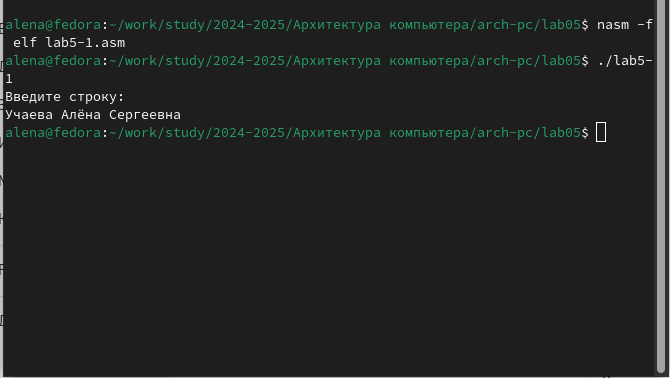 alena@fedora:~/work/study/2024-2025/Архитектура компьютера/arch-pc/lab05$ nasm -f
 elf lab5-1.asm
alena@fedora:~/work/study/2024-2025/Архитектура компьютера/arch-pc/lab05$ ./lab5-
1
Введите строку:
Учаева Алёна Сергеевна
alena@fedora:~/work/study/2024-2025/Архитектура компьютера/arch-pc/lab05$